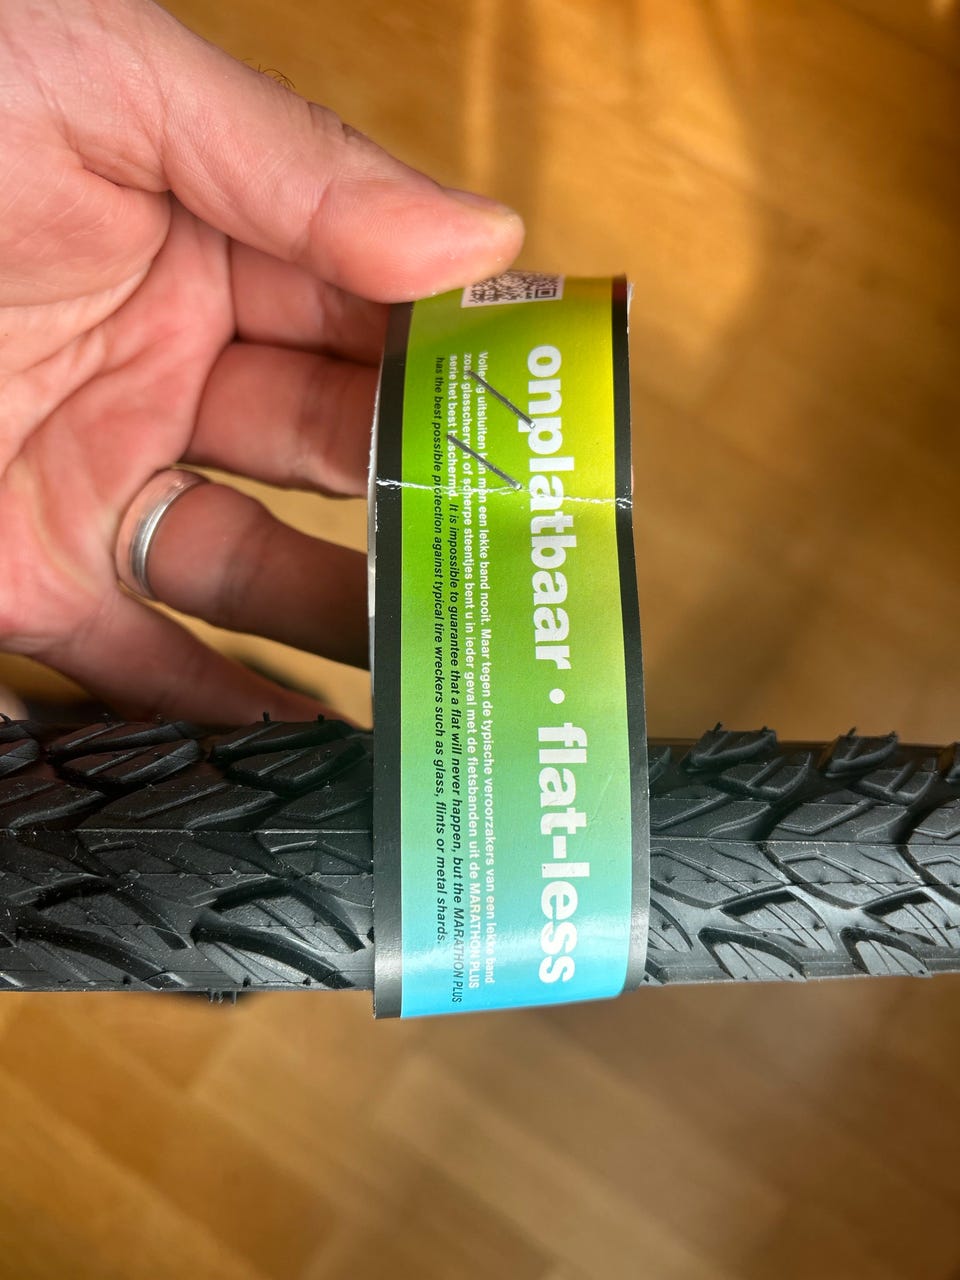 onplatbaar • flat-less
Volledig uitsluiten kan men een lekke band nooit. Maar tegen de typische veroorzakers van een lekke band
zoals glasscherven of scherpe steentjes bent u in ieder geval met de fietsbanden uit de MARATHON PLUS
serie het best beschermd. It is impossible to guarantee that a flat will never happen, but the MARATHON PLUS
has the best possible protection against typical tire wreckers such as glass, flints or metal shards.